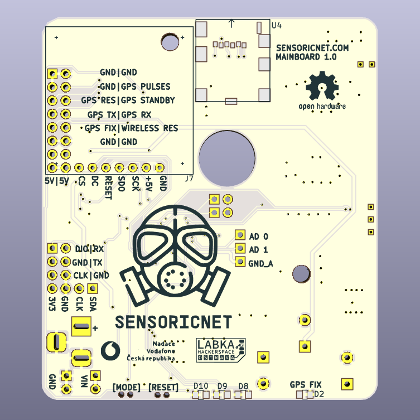 U4
SENSORICNET.COM
MAINBOARD 1.0
GND|GND
GND|GPS PULSES
GPS RES|GPS STANDBY
GPS TX|GPS RX
GPS FIX|WIRELESS RES
GND|GND
open hardware
5V|5V
CS
DC
RESET
SDO
SCK
+5V
GND
J7
AD 0
AD 1
GND_A
GND|TX
CLK|GND
3V3
GND
CLK
SDA
SENSORICNET
+
Nadace
Vodafone
Česká republika
LABKA
HACKERSPACE
GND
VIN
[MODE]
[RESET]
D10
D9
D8
GPS FIX
D2